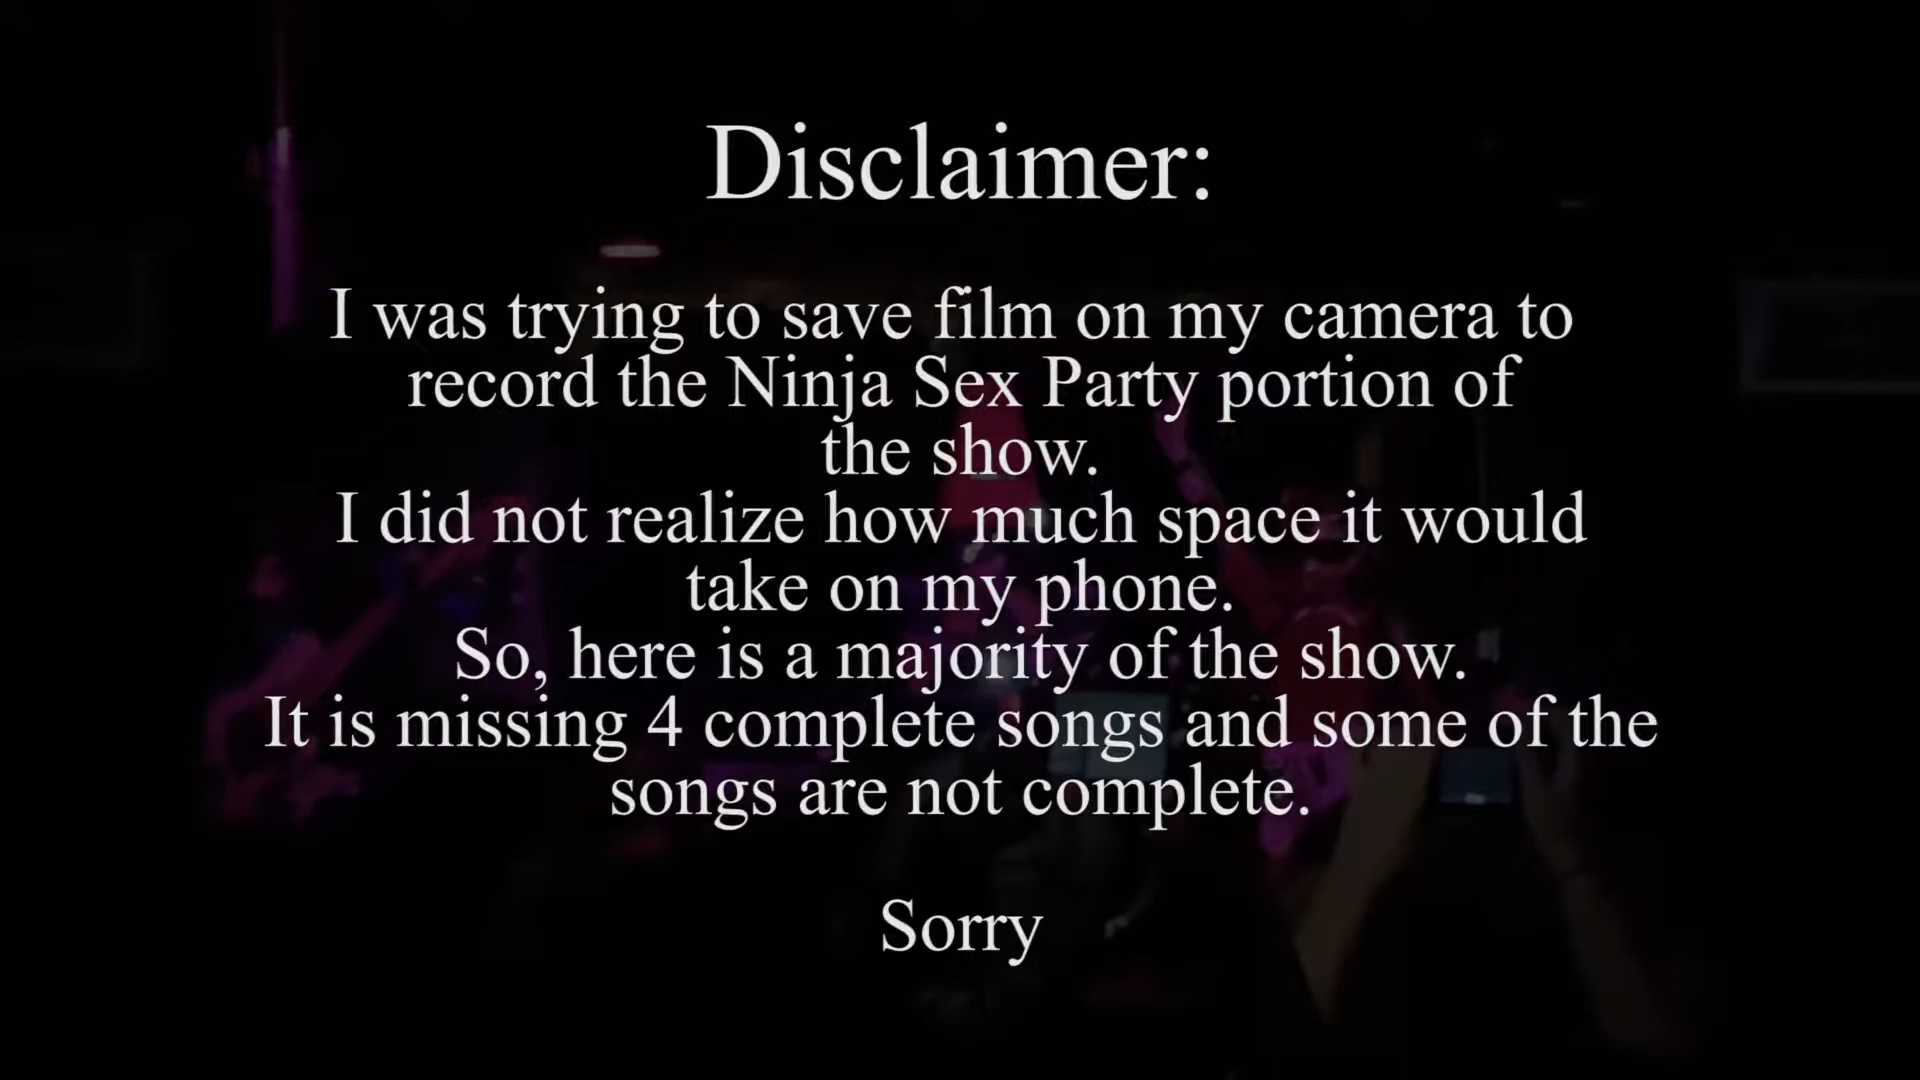 Disclaimer:
I was trying to save film on my camera to
record the Ninja Sex Party portion of
the show.
I did not realize how much space it would
take on my phone.
So, here is a majority of the show.
It is missing 4 complete songs and some of the
songs are not complete.
Sorry